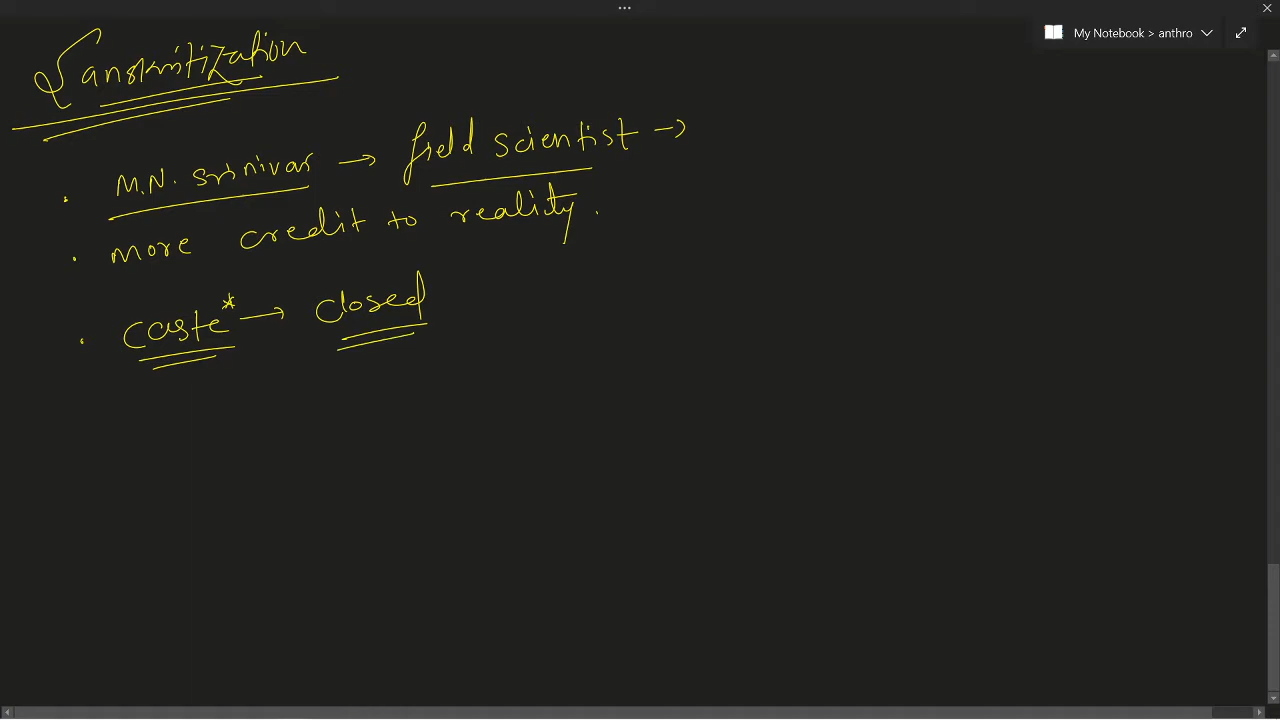 My Notebook > anthro
Sanskritization
. M.N. Srinivas → field scientist →
. more credit to reality.
. caste* → closed